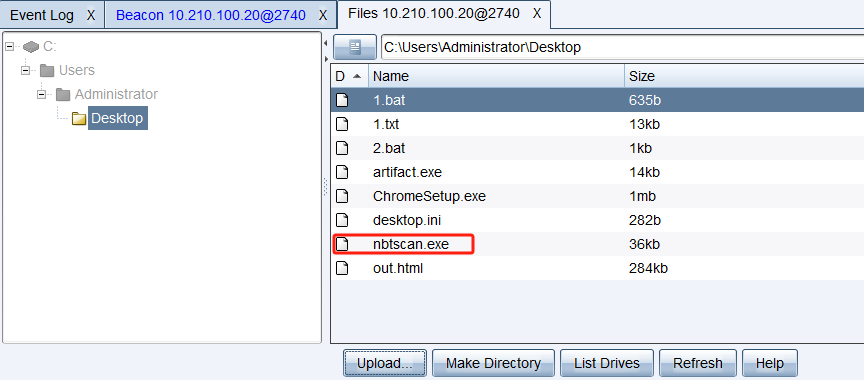 Event Log X Beacon 10.210.100.20@2740 X Files 10.210.100.20@2740 X
C:
Users
Administrator
Desktop
C:\Users\Administrator\Desktop
D Name Size
1.bat 635b
1.txt 13kb
2.bat 1kb
artifact.exe 14kb
ChromeSetup.exe 1mb
desktop.ini 282b
nbtscan.exe 36kb
out.html 284kb
Upload... Make Directory List Drives Refresh Help